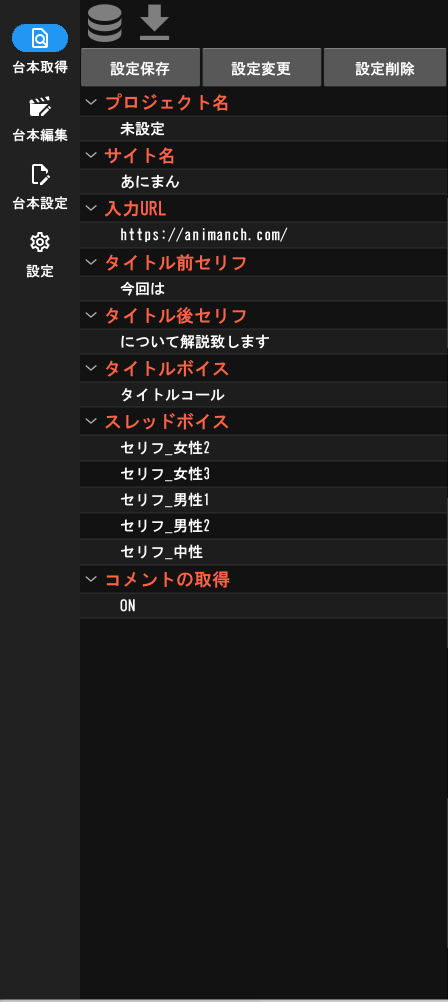 台本取得
台本編集
台本設定
設定
設定保存 設定変更 設定削除
プロジェクト名
未設定
サイト名
あにまん
入力URL
https://animanch.com/
タイトル前セリフ
今回は
タイトル後セリフ
について解説致します
タイトルボイス
タイトルコール
スレッドボイス
セリフ_女性2
セリフ_女性3
セリフ_男性1
セリフ_男性2
セリフ_中性
コメントの取得
ON